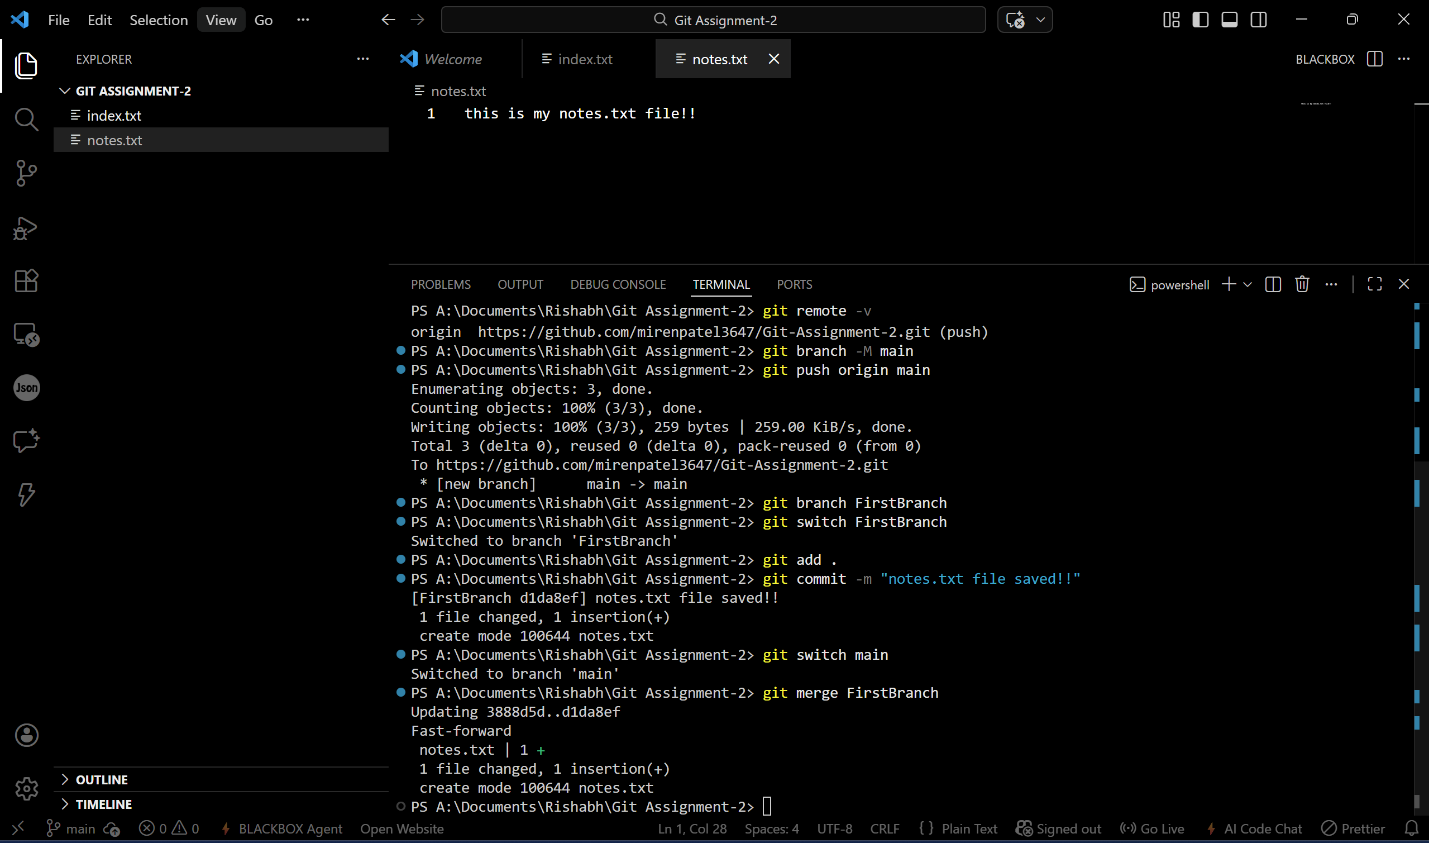 File Edit Selection View Go ···
Git Assignment-2
EXPLORER ···
Welcome index.txt notes.txt
BLACKBOX ···
GIT ASSIGNMENT-2
index.txt
notes.txt
notes.txt
1 this is my notes.txt file!!
Json
PROBLEMS OUTPUT DEBUG CONSOLE TERMINAL PORTS
powershell
PS A:\Documents\Rishabh\Git Assignment-2> git remote -v
origin  https://github.com/mirenpatel3647/Git-Assignment-2.git (push)
PS A:\Documents\Rishabh\Git Assignment-2> git branch -M main
PS A:\Documents\Rishabh\Git Assignment-2> git push origin main
Enumerating objects: 3, done.
Counting objects: 100% (3/3), done.
Writing objects: 100% (3/3), 259 bytes | 259.00 KiB/s, done.
Total 3 (delta 0), reused 0 (delta 0), pack-reused 0 (from 0)
To https://github.com/mirenpatel3647/Git-Assignment-2.git
 * [new branch]      main -> main
PS A:\Documents\Rishabh\Git Assignment-2> git branch FirstBranch
PS A:\Documents\Rishabh\Git Assignment-2> git switch FirstBranch
Switched to branch 'FirstBranch'
PS A:\Documents\Rishabh\Git Assignment-2> git add .
PS A:\Documents\Rishabh\Git Assignment-2> git commit -m "notes.txt file saved!!"
[FirstBranch d1da8ef] notes.txt file saved!!
 1 file changed, 1 insertion(+)
 create mode 100644 notes.txt
PS A:\Documents\Rishabh\Git Assignment-2> git switch main
Switched to branch 'main'
PS A:\Documents\Rishabh\Git Assignment-2> git merge FirstBranch
Updating 3888d5d..d1da8ef
Fast-forward
 notes.txt | 1 +
 1 file changed, 1 insertion(+)
 create mode 100644 notes.txt
PS A:\Documents\Rishabh\Git Assignment-2>
OUTLINE
TIMELINE
main 0 0 BLACKBOX Agent Open Website Ln 1, Col 28 Spaces: 4 UTF-8 CRLF {} Plain Text Signed out Go Live AI Code Chat Prettier